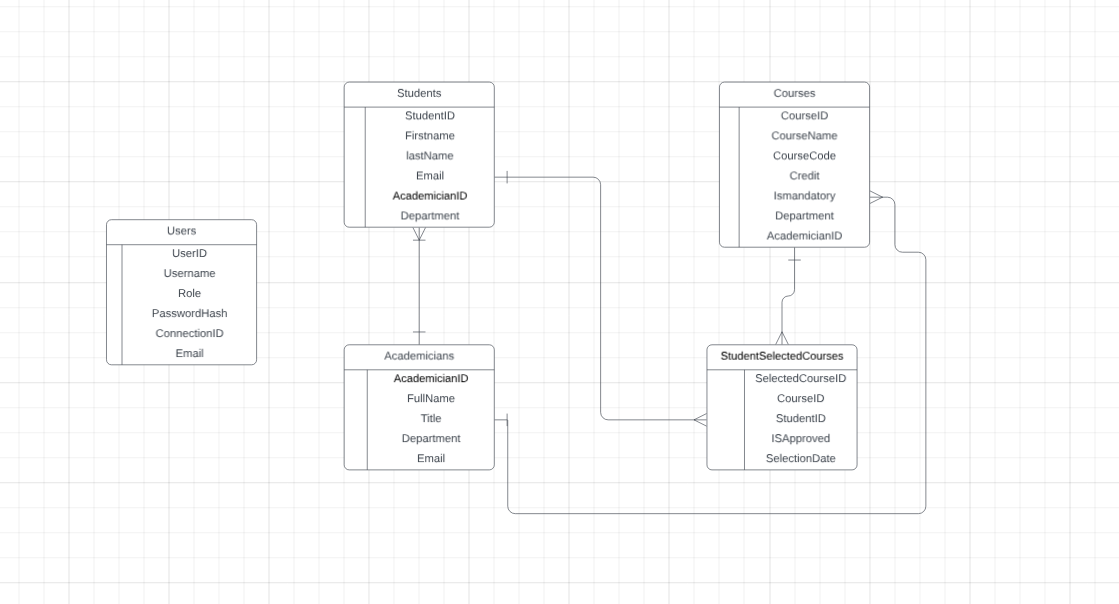 Students
StudentID
Firstname
lastName
Email
AcademicianID
Department
Courses
CourseID
CourseName
CourseCode
Credit
Ismandatory
Department
AcademicianID
Users
UserID
Username
Role
PasswordHash
ConnectionID
Email
Academicians
AcademicianID
FullName
Title
Department
Email
StudentSelectedCourses
SelectedCourseID
CourseID
StudentID
ISApproved
SelectionDate